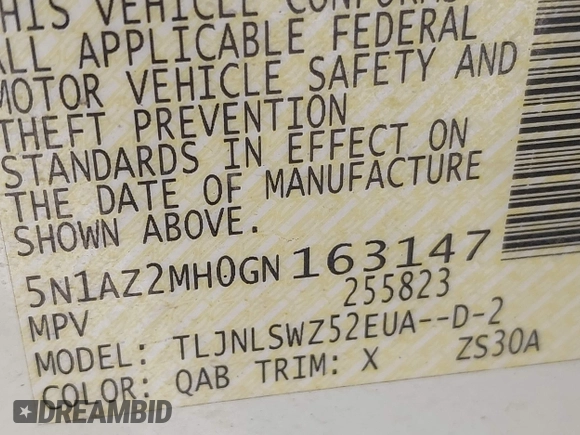 THIS VEHICLE CONFORMS
ALL APPLICABLE FEDERAL
MOTOR VEHICLE SAFETY AND
THEFT PREVENTION
STANDARDS IN EFFECT ON
THE DATE OF MANUFACTURE
SHOWN ABOVE.
5N1AZ2MH0GN163147
255823
MPV
MODEL: TLJNLSWZ52EUA--D-2
COLOR: QAB TRIM: X ZS30A
DREAMBID